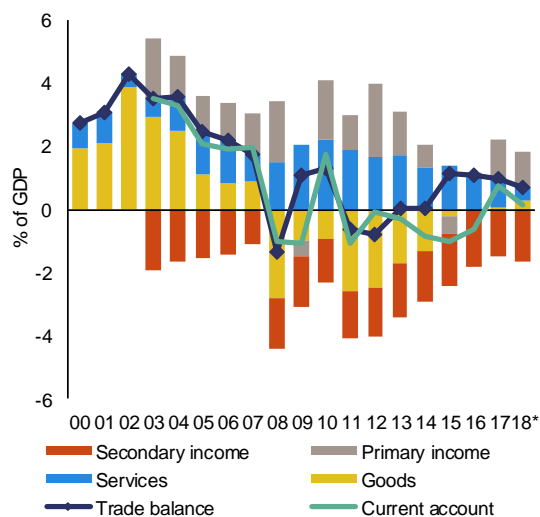 6
4
2
0
-2
-4
-6
% of GDP
00 01 02 03 04 05 06 07 08 09 10 11 12 13 14 15 16 17 18*
Secondary income Primary income
Services Goods
Trade balance Current account